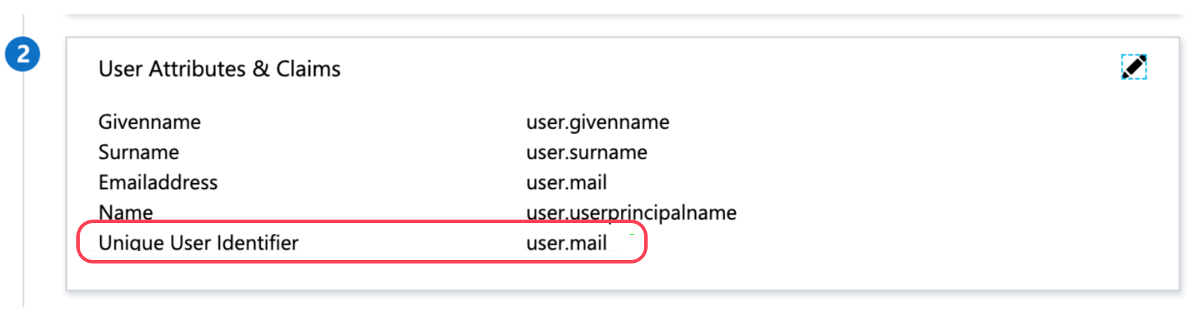 2
User Attributes & Claims
Givenname user.givenname
Surname user.surname
Emailaddress user.mail
Name user.userprincipalname
Unique User Identifier user.mail